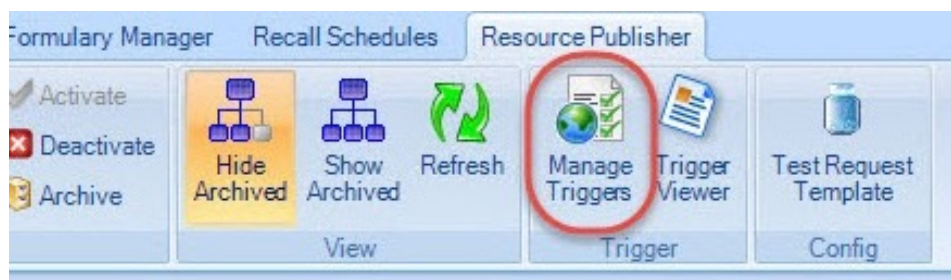 Formulary Manager Recall Schedules Resource Publisher
Activate
Deactivate
Archive
Hide Archived
Show Archived
Refresh
Manage Triggers
Trigger Viewer
Test Request Template
View
Trigger
Config